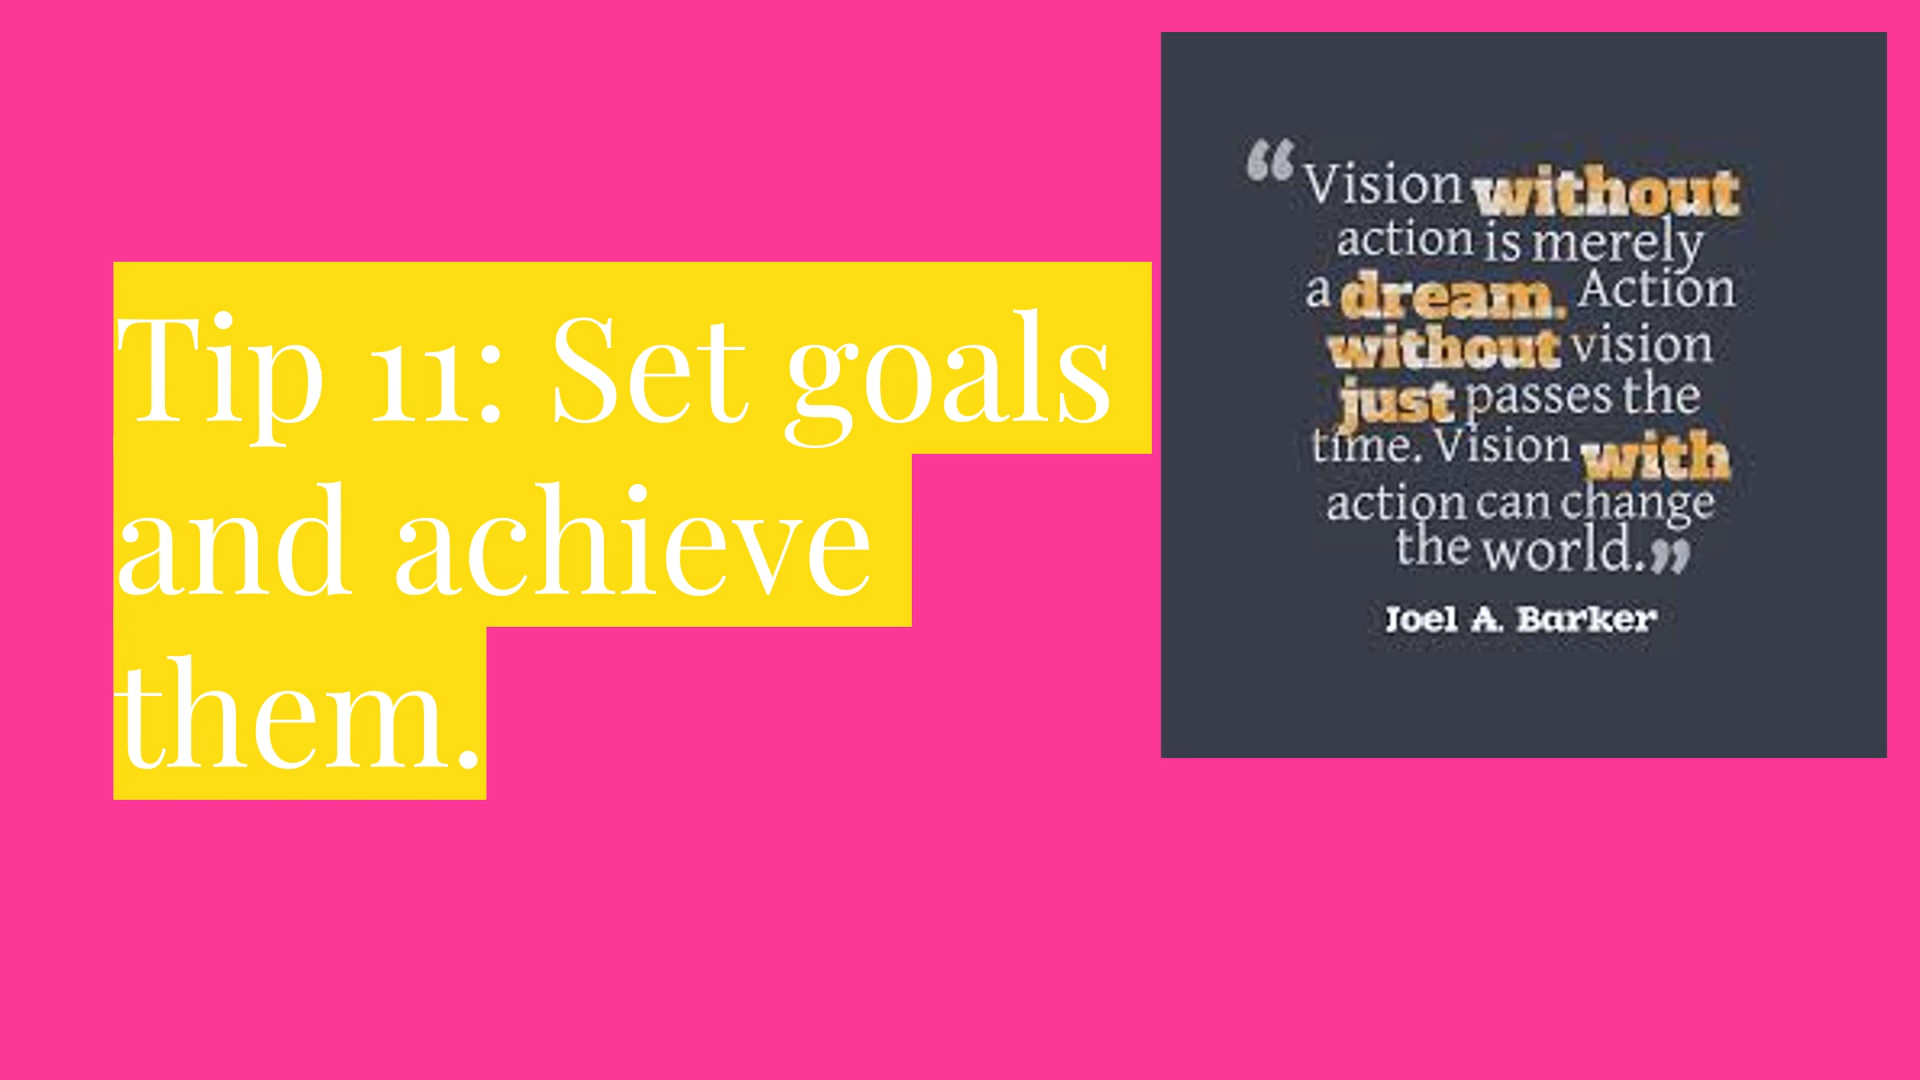 Tip 11: Set goals
and achieve
them.
“Vision without
action is merely
a dream. Action
without vision
just passes the
time. Vision with
action can change
the world.”
Joel A. Barker